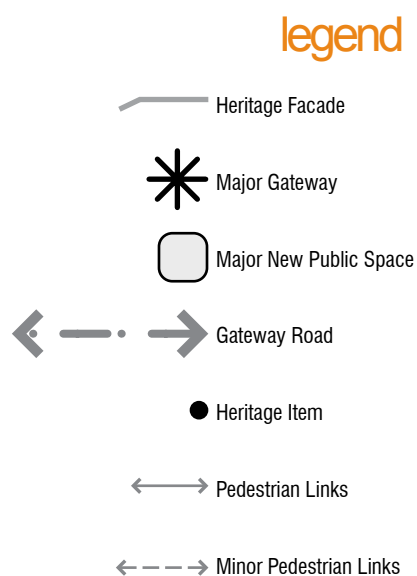 legend
Heritage Facade
Major Gateway
Major New Public Space
Gateway Road
Heritage Item
Pedestrian Links
Minor Pedestrian Links